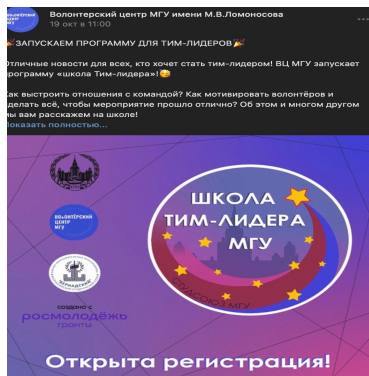 Волонтерский центр МГУ имени М.В.Ломоносова
19 окт в 11:00
ЗАПУСКАЕМ ПРОГРАММУ ДЛЯ ТИМ-ЛИДЕРОВ
Отличные новости для всех, кто хочет стать тим-лидером! ВЦ МГУ запускает
программу «школа Тим-лидера»!
Как выстроить отношения с командой? Как мотивировать волонтёров и
сделать всё, чтобы мероприятие прошло отлично? Об этом и многом другом
мы вам расскажем на школе!
Показать полностью...
ШКОЛА
ТИМ-ЛИДЕРА
МГУ
СТУДСОЮЗ МГУ
ВОЛОНТЁРСКИЙ
ЦЕНТР
МГУ
ВЕРНАДСКИЙ
создано с
росмолодёжь
гранты
Открыта регистрация!